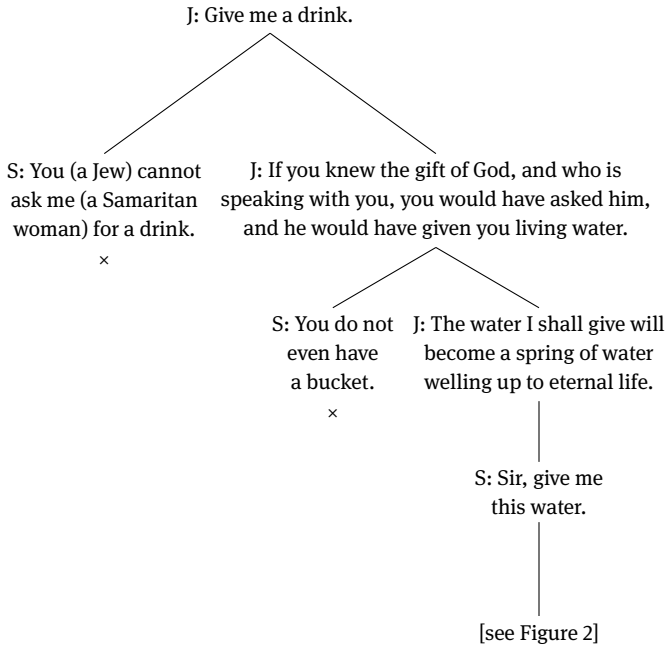 J: Give me a drink.
S: You (a Jew) cannot
ask me (a Samaritan
woman) for a drink.
×
J: If you knew the gift of God, and who is
speaking with you, you would have asked him,
and he would have given you living water.
S: You do not
even have
a bucket.
×
J: The water I shall give will
become a spring of water
welling up to eternal life.
S: Sir, give me
this water.
[see Figure 2]